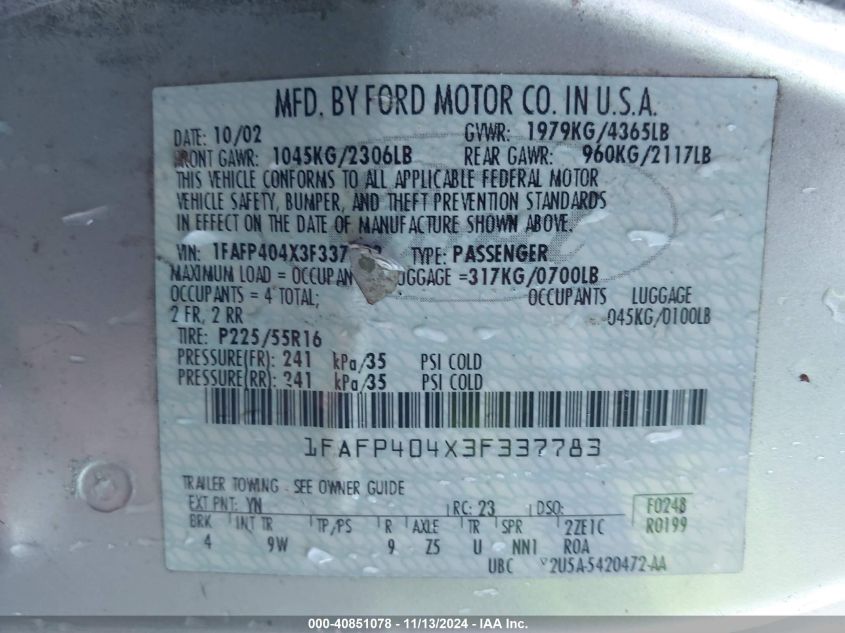 MFD. BY FORD MOTOR CO. IN U.S.A.
DATE: 10/02 GVWR: 1979KG/4365LB
FRONT GAWR: 1045KG/2306LB REAR GAWR: 960KG/2117LB
THIS VEHICLE CONFORMS TO ALL APPLICABLE FEDERAL MOTOR
VEHICLE SAFETY, BUMPER, AND THEFT PREVENTION STANDARDS
IN EFFECT ON THE DATE OF MANUFACTURE SHOWN ABOVE.
VIN: 1FAFP404X3F337783 TYPE: PASSENGER
MAXIMUM LOAD = OCCUPAN LUGGAGE =317KG/0700LB
OCCUPANTS = 4 TOTAL; OCCUPANTS LUGGAGE
2 FR, 2 RR 045KG/0100LB
TIRE: P225/55R16
PRESSURE(FR): 241 kPa/35 PSI COLD
PRESSURE(RR): 241 kPa/35 PSI COLD
1FAFP404X3F337783
TRAILER TOWING - SEE OWNER GUIDE
EXT PNT: YN RC: 23 DSO: F0248
BRK INT TR TP/PS R AXLE TR SPR 2ZE1C R0199
4 9W 9 Z5 U NN1 ROA
UBC 2U5A-5420472-AA
000-40851078 - 11/13/2024 - IAA Inc.